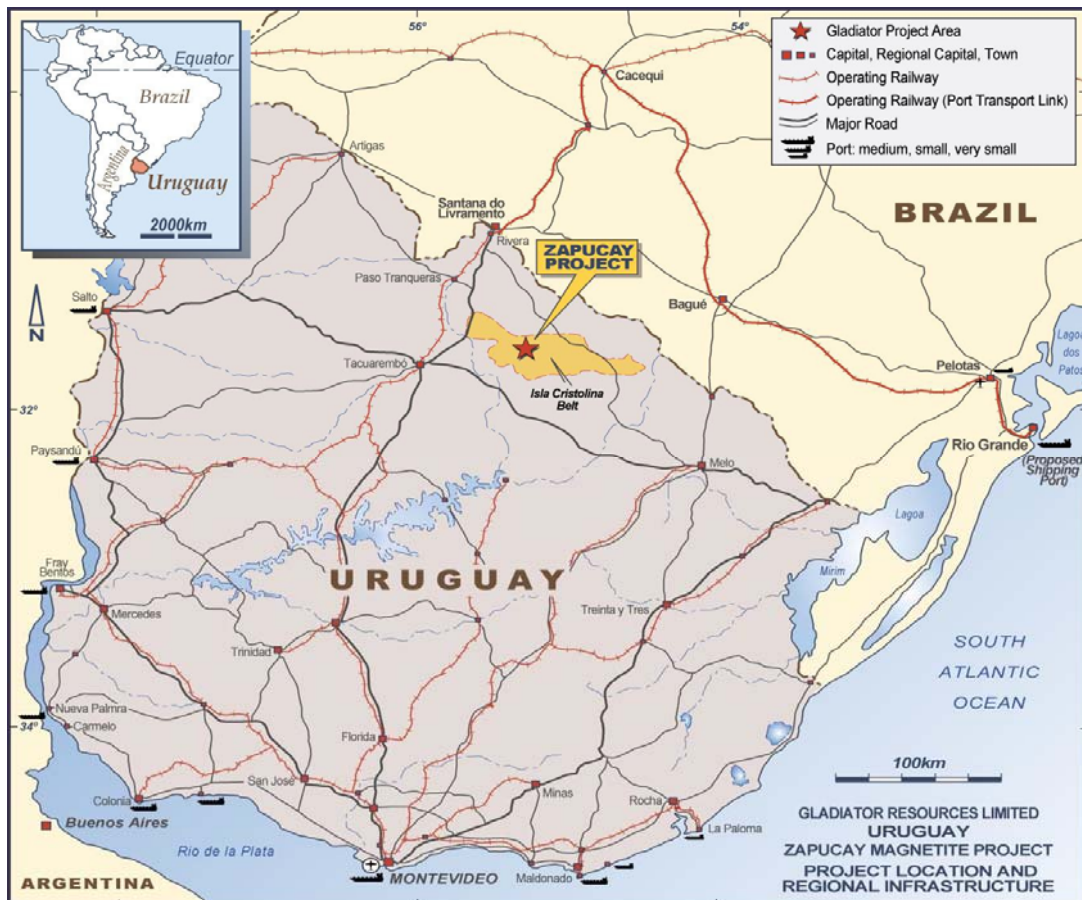 56°
54°
Equator
Brazil
Argentina
Uruguay
2000km
Gladiator Project Area
Capital, Regional Capital, Town
Operating Railway
Operating Railway (Port Transport Link)
Major Road
Port: medium, small, very small
Cacequi
Artigas
BRAZIL
Santana do
Livramento
Rivera
ZAPUCAY
PROJECT
Paso Tranqueras
Salto
Bagué
N
Lagoa
dos
Patos
Tacuarembó
Pelotas
Isla Cristolina
Belt
32°
Rio Grande
(Proposed
Shipping
Port)
Paysandú
Melo
Lagoa
Mirim
Fray
Bentos
URUGUAY
Mercedes
Treinta y Tres
Trinidad
SOUTH
ATLANTIC
OCEAN
Nueva Palmra
Carmelo
34°
Florida
San José
100km
Minas
Colonia
Rocha
Buenos Aires
La Paloma
Rio de la Plata
MONTEVIDEO
Maldonado
ARGENTINA
GLADIATOR RESOURCES LIMITED
URUGUAY
ZAPUCAY MAGNETITE PROJECT
PROJECT LOCATION AND
REGIONAL INFRASTRUCTURE